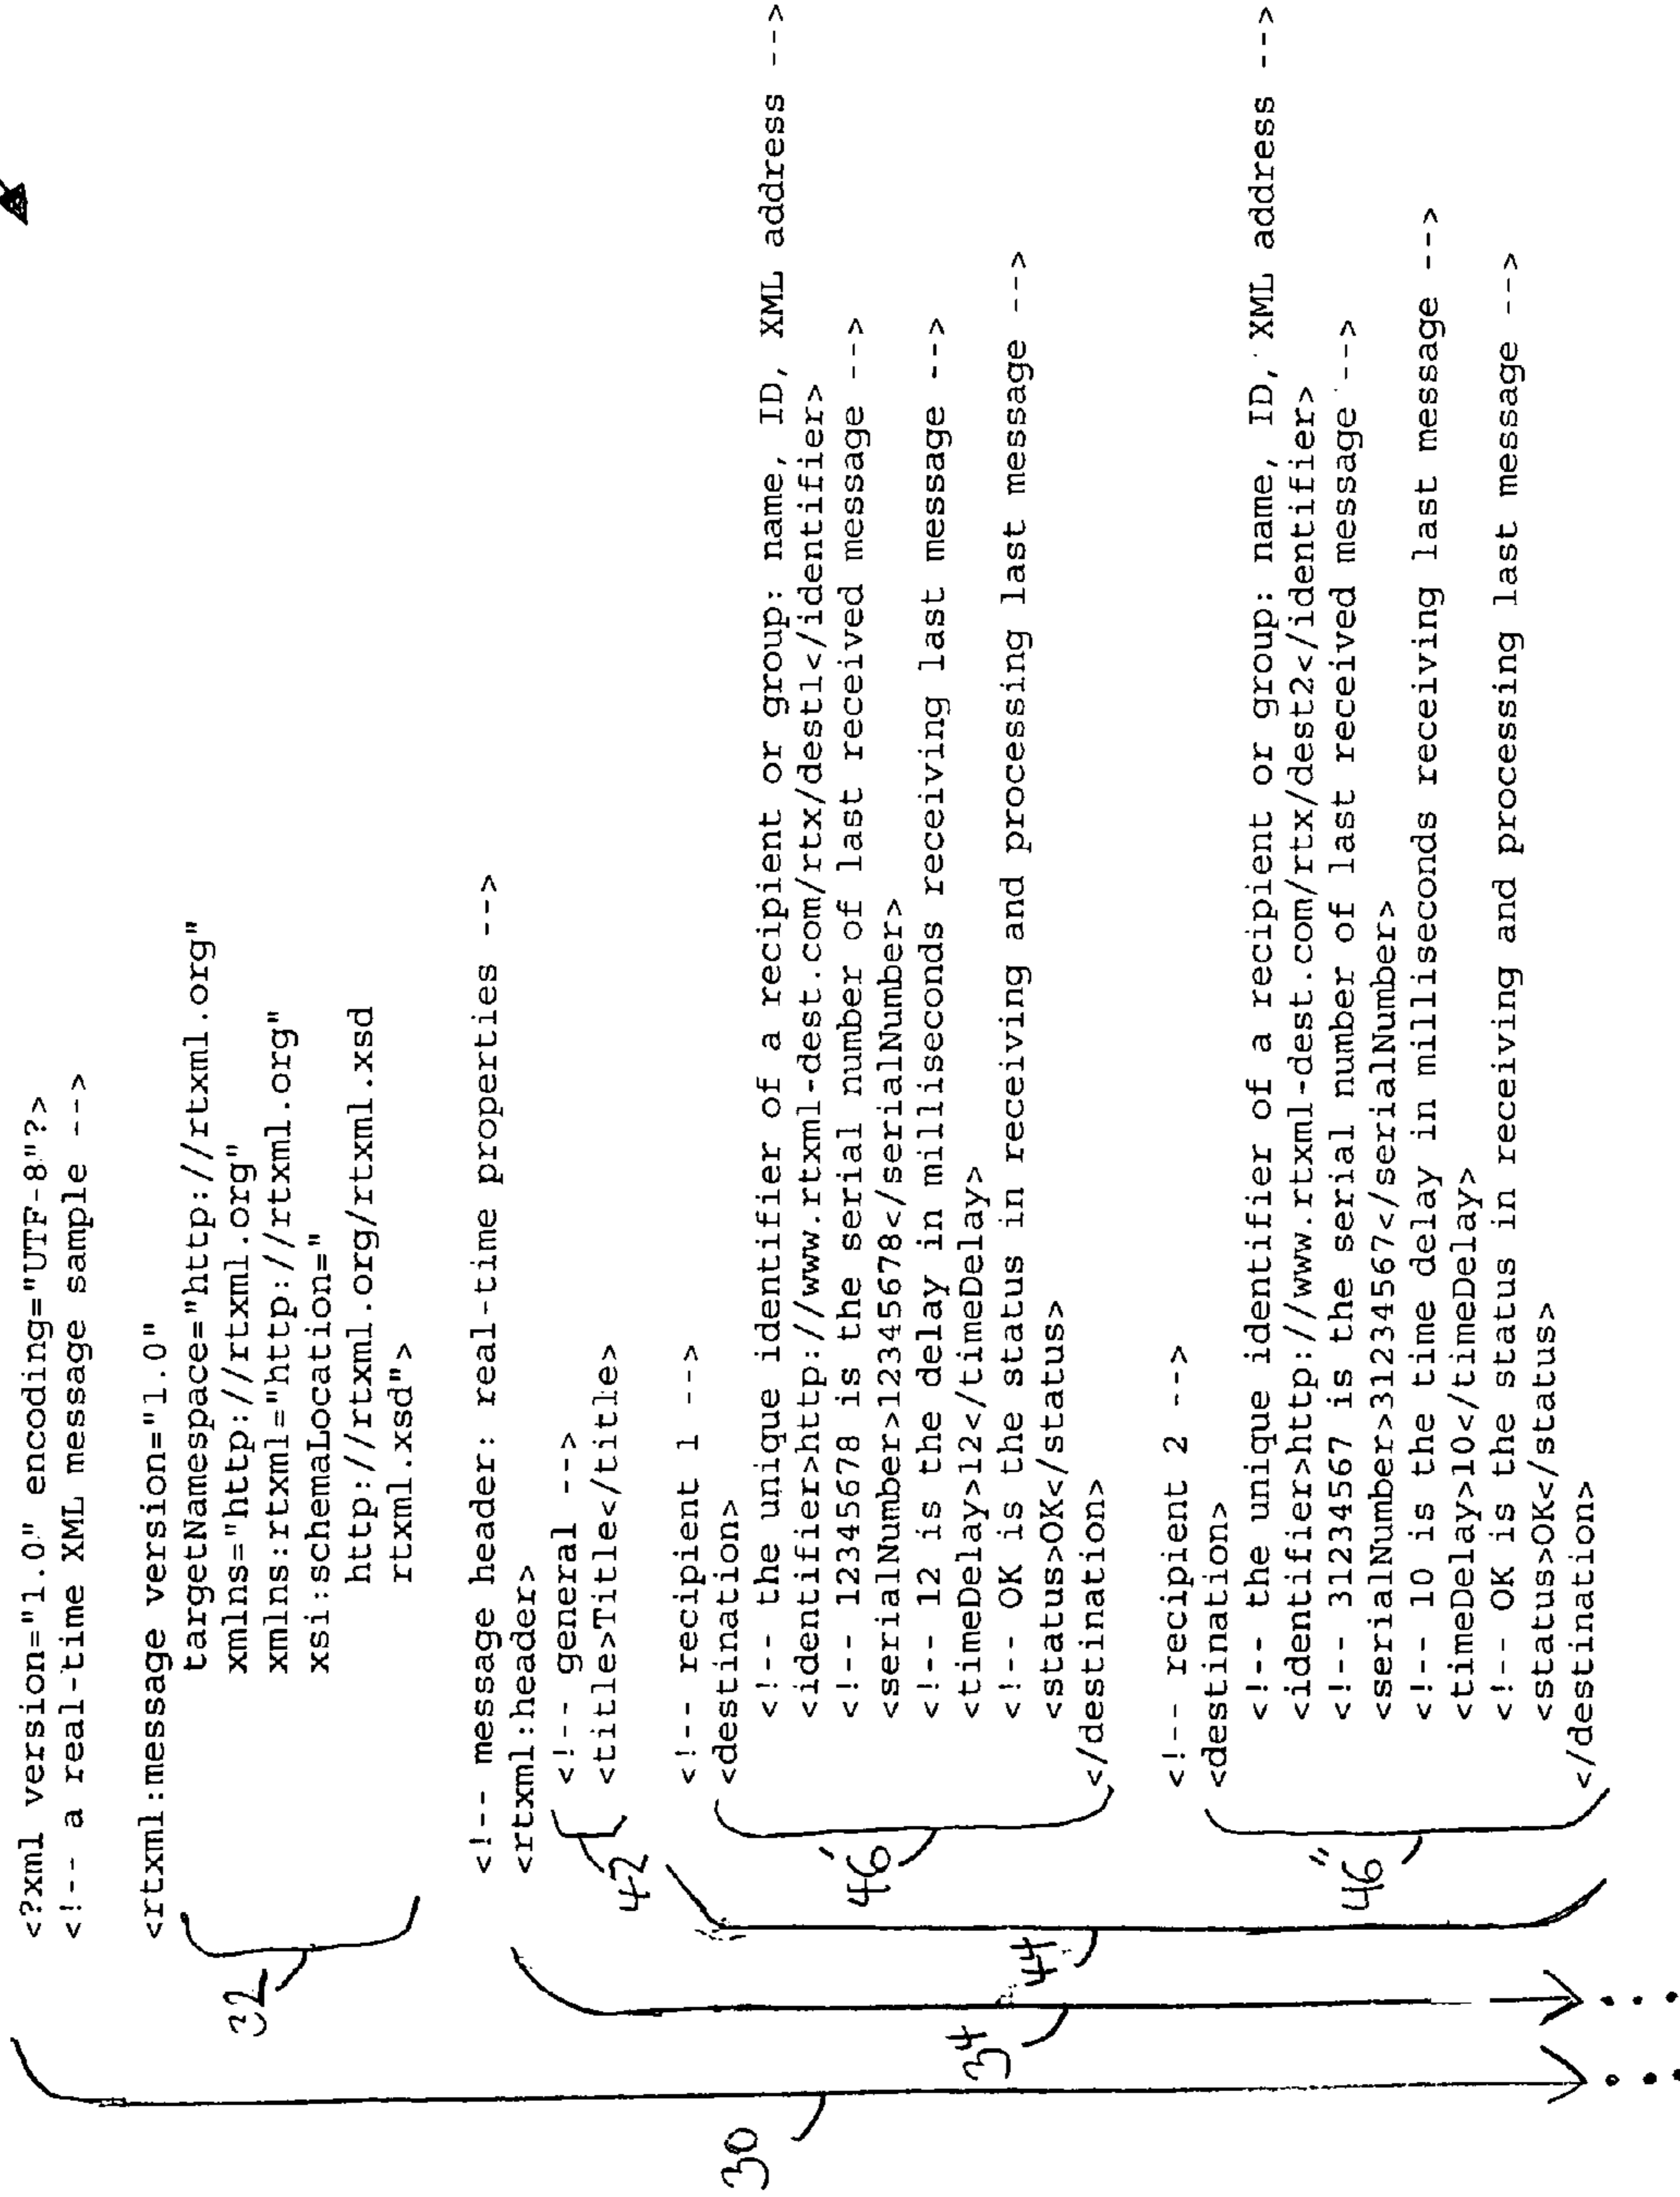 <?xml version="1.0" encoding="UTF-8"?>
<!-- a real-time XML message sample -->
<rtxml:message version="1.0"
targetNamespace="http://rtxml.org"
xmlns="http://rtxml.org"
xmlns:rtxml="http://rtxml.org"
xsi:schemaLocation="
http://rtxml.org/rtxml.xsd
rtxml.xsd">
32
<!-- message header: real-time properties -->
<rtxml:header>
<!-- general -->
<title>Title</title>
42
<!-- recipient 1 -->
<destination>
<!-- the unique identifier of a recipient or group: name, ID, XML address -->
<identifier>http://www.rtxml-dest.com/rtx/dest1</identifier>
<!-- 12345678 is the serial number of last received message -->
<serialNumber>12345678</serialNumber>
<!-- 12 is the delay in milliseconds receiving last message -->
<timeDelay>12</timeDelay>
<!-- OK is the status in receiving and processing last message -->
<status>OK</status>
</destination>
46'
<!-- recipient 2 -->
<destination>
<!-- the unique identifier of a recipient or group: name, ID, XML address -->
<identifier>http://www.rtxml-dest.com/rtx/dest2</identifier>
<!-- 31234567 is the serial number of last received message -->
<serialNumber>31234567</serialNumber>
<!-- 10 is the time delay in milliseconds receiving last message -->
<timeDelay>10</timeDelay>
<!-- OK is the status in receiving and processing last message -->
<status>OK</status>
</destination>
46"
44
34
30